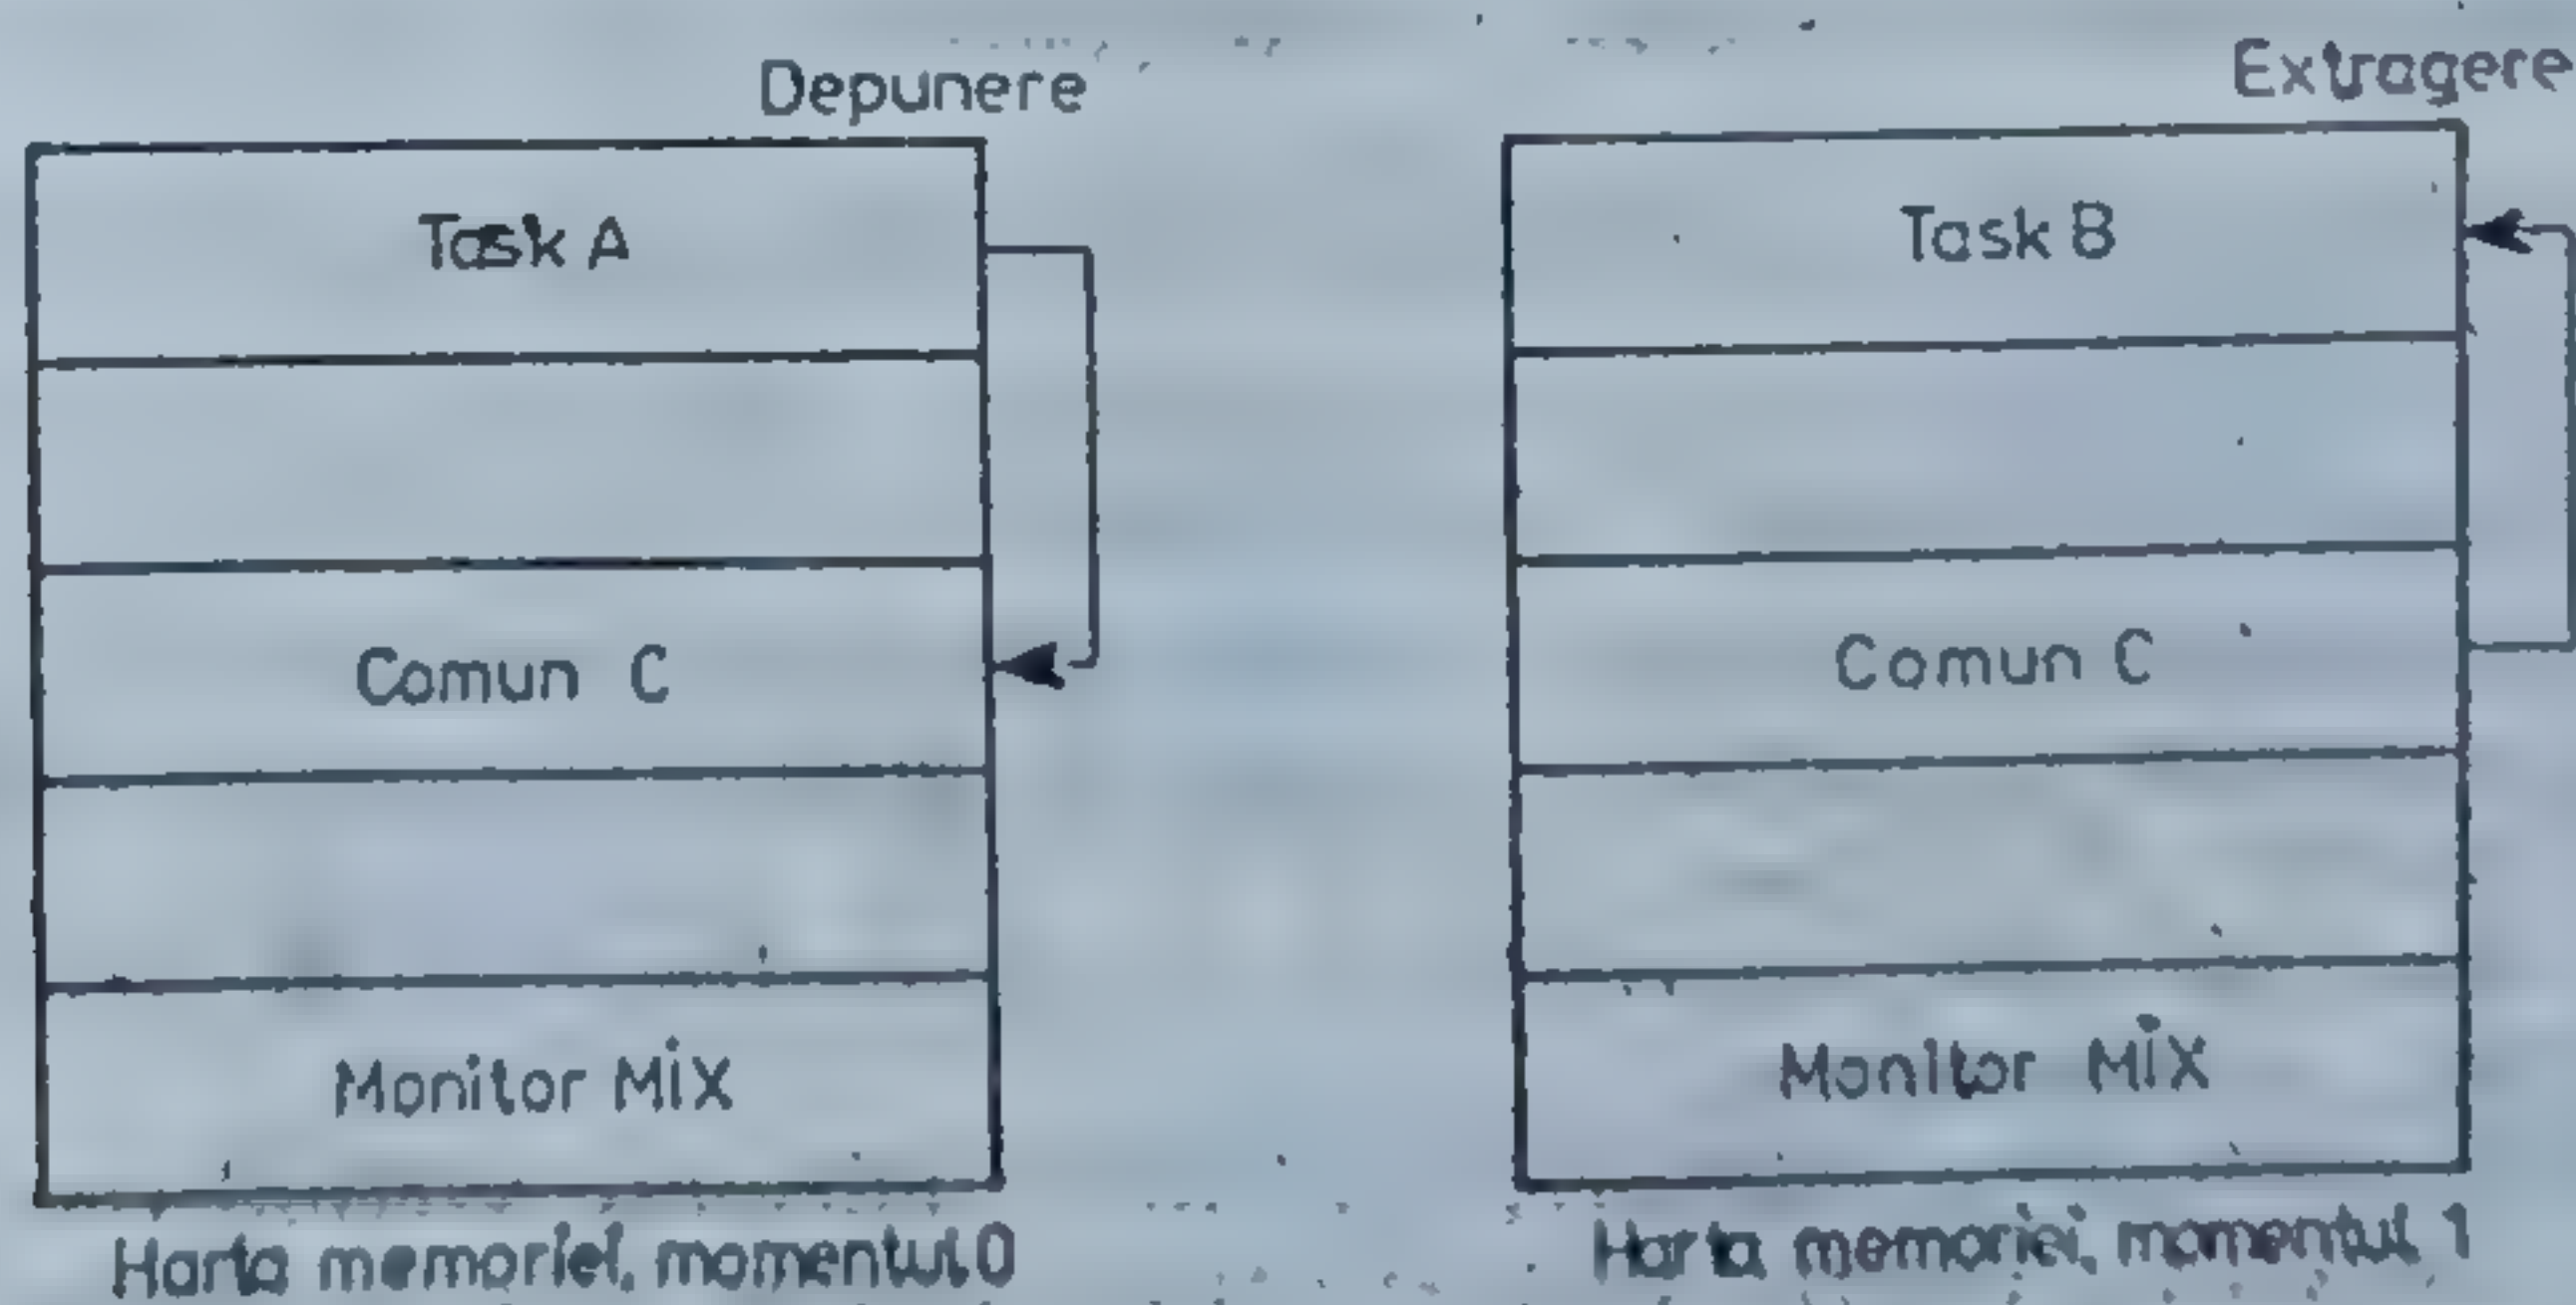 Depunere
Task A
Comun C
Monitor MiX
Harta memoriei, momentul 0
Extragere
Task B
Comun C
Monitor MiX
Harta memoriei, momentul 1